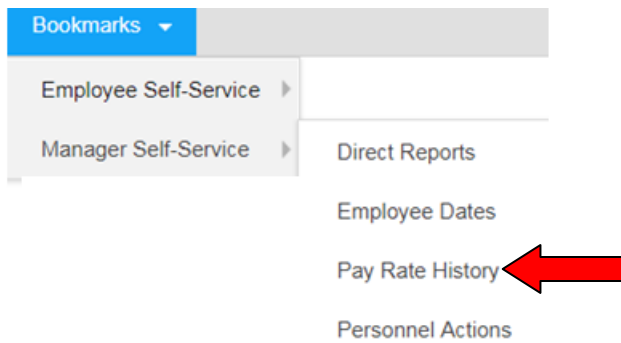 Bookmarks
Employee Self-Service
Manager Self-Service
Direct Reports
Employee Dates
Pay Rate History
Personnel Actions